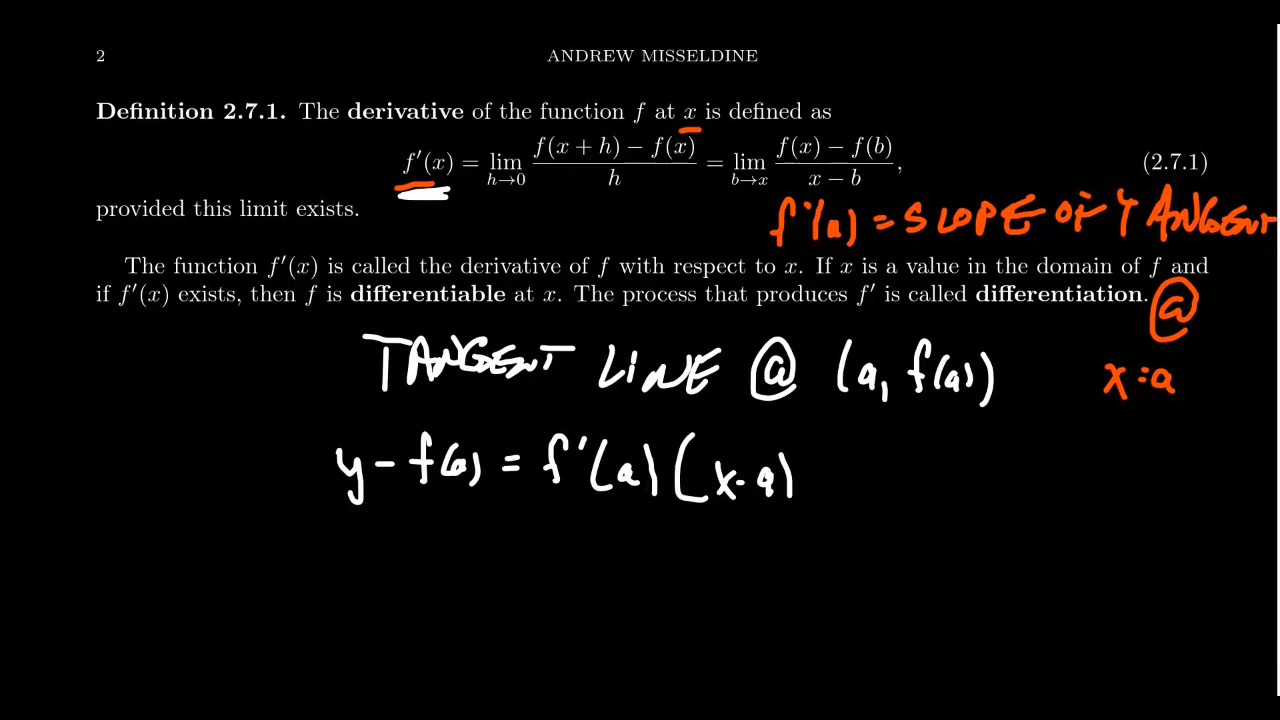 2 ANDREW MISSELDINE
Definition 2.7.1. The derivative of the function f at x is defined as
f′(x) = lim_{h→0} (f(x + h) − f(x))/h = lim_{b→x} (f(x) − f(b))/(x − b), (2.7.1)
provided this limit exists.
f'(a) = SLOPE OF TANGENT
The function f′(x) is called the derivative of f with respect to x. If x is a value in the domain of f and
if f′(x) exists, then f is differentiable at x. The process that produces f′ is called differentiation.
@
TANGENT LINE @ (a, f(a))
x=a
y - f(a) = f'(a)(x-a)